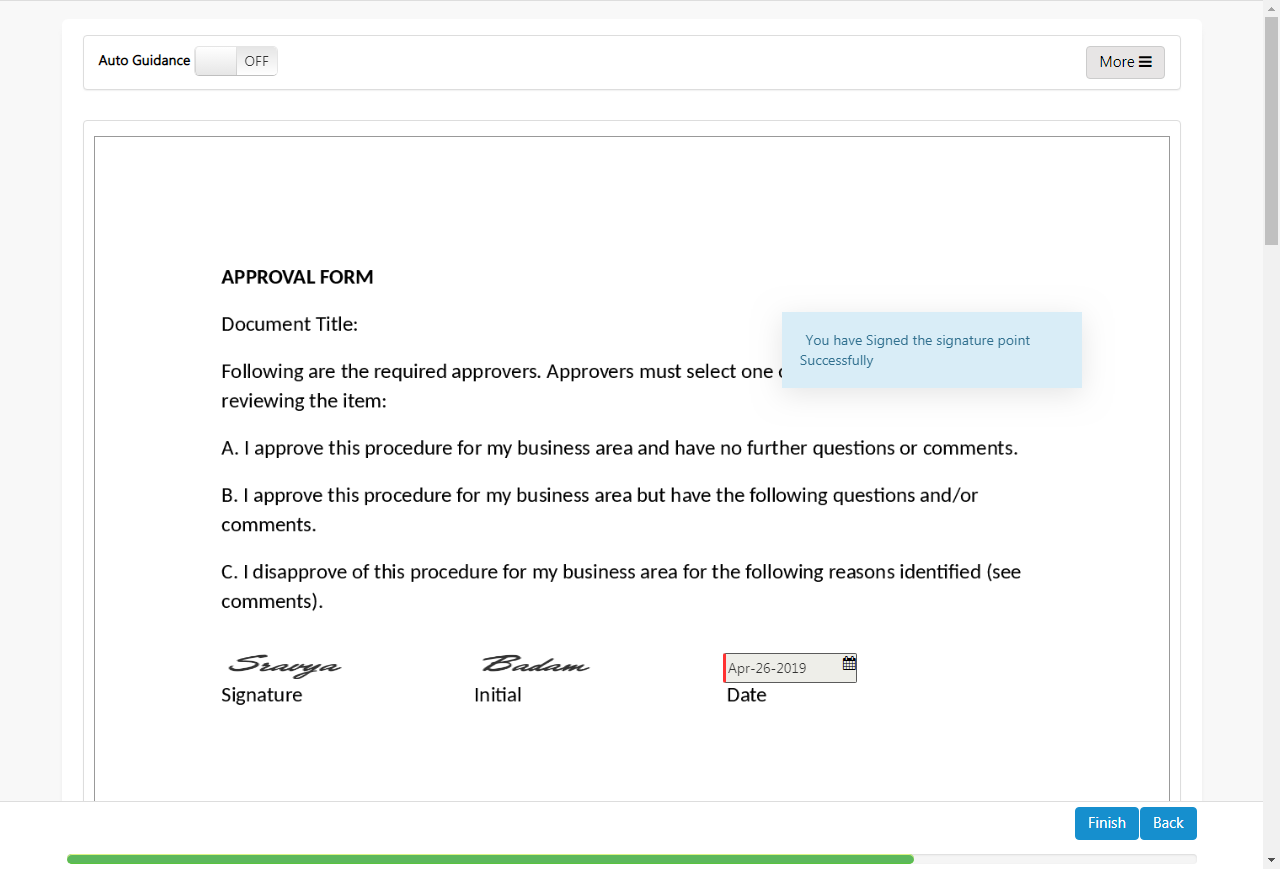 Auto Guidance OFF More
APPROVAL FORM
Document Title:
You have Signed the signature point
Successfully
Following are the required approvers. Approvers must select one
reviewing the item:
A. I approve this procedure for my business area and have no further questions or comments.
B. I approve this procedure for my business area but have the following questions and/or
comments.
C. I disapprove of this procedure for my business area for the following reasons identified (see
comments).
Sravya Badam Apr-26-2019
Signature Initial Date
Finish Back